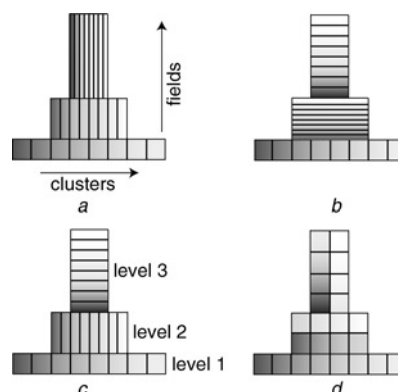 fields
clusters
a
b
level 3
level 2
level 1
c
d